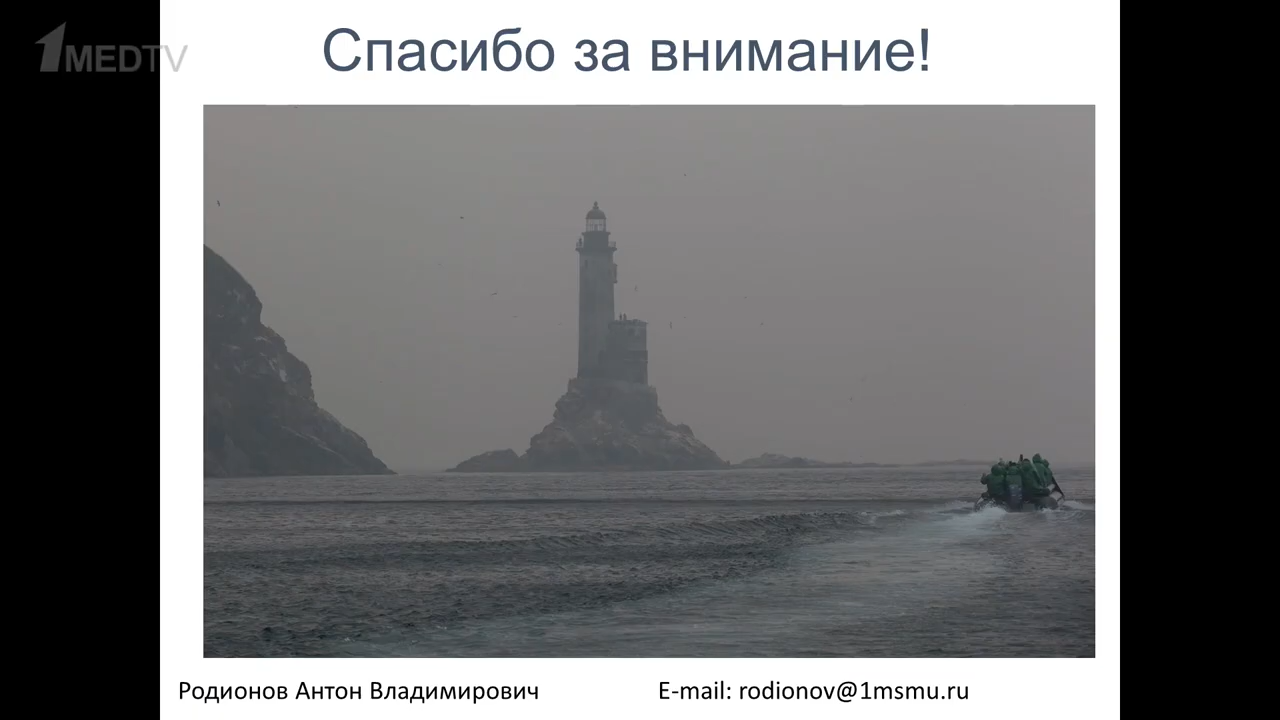 1MEDTV
Спасибо за внимание!
Родионов Антон Владимирович
E-mail: rodionov@1msmu.ru